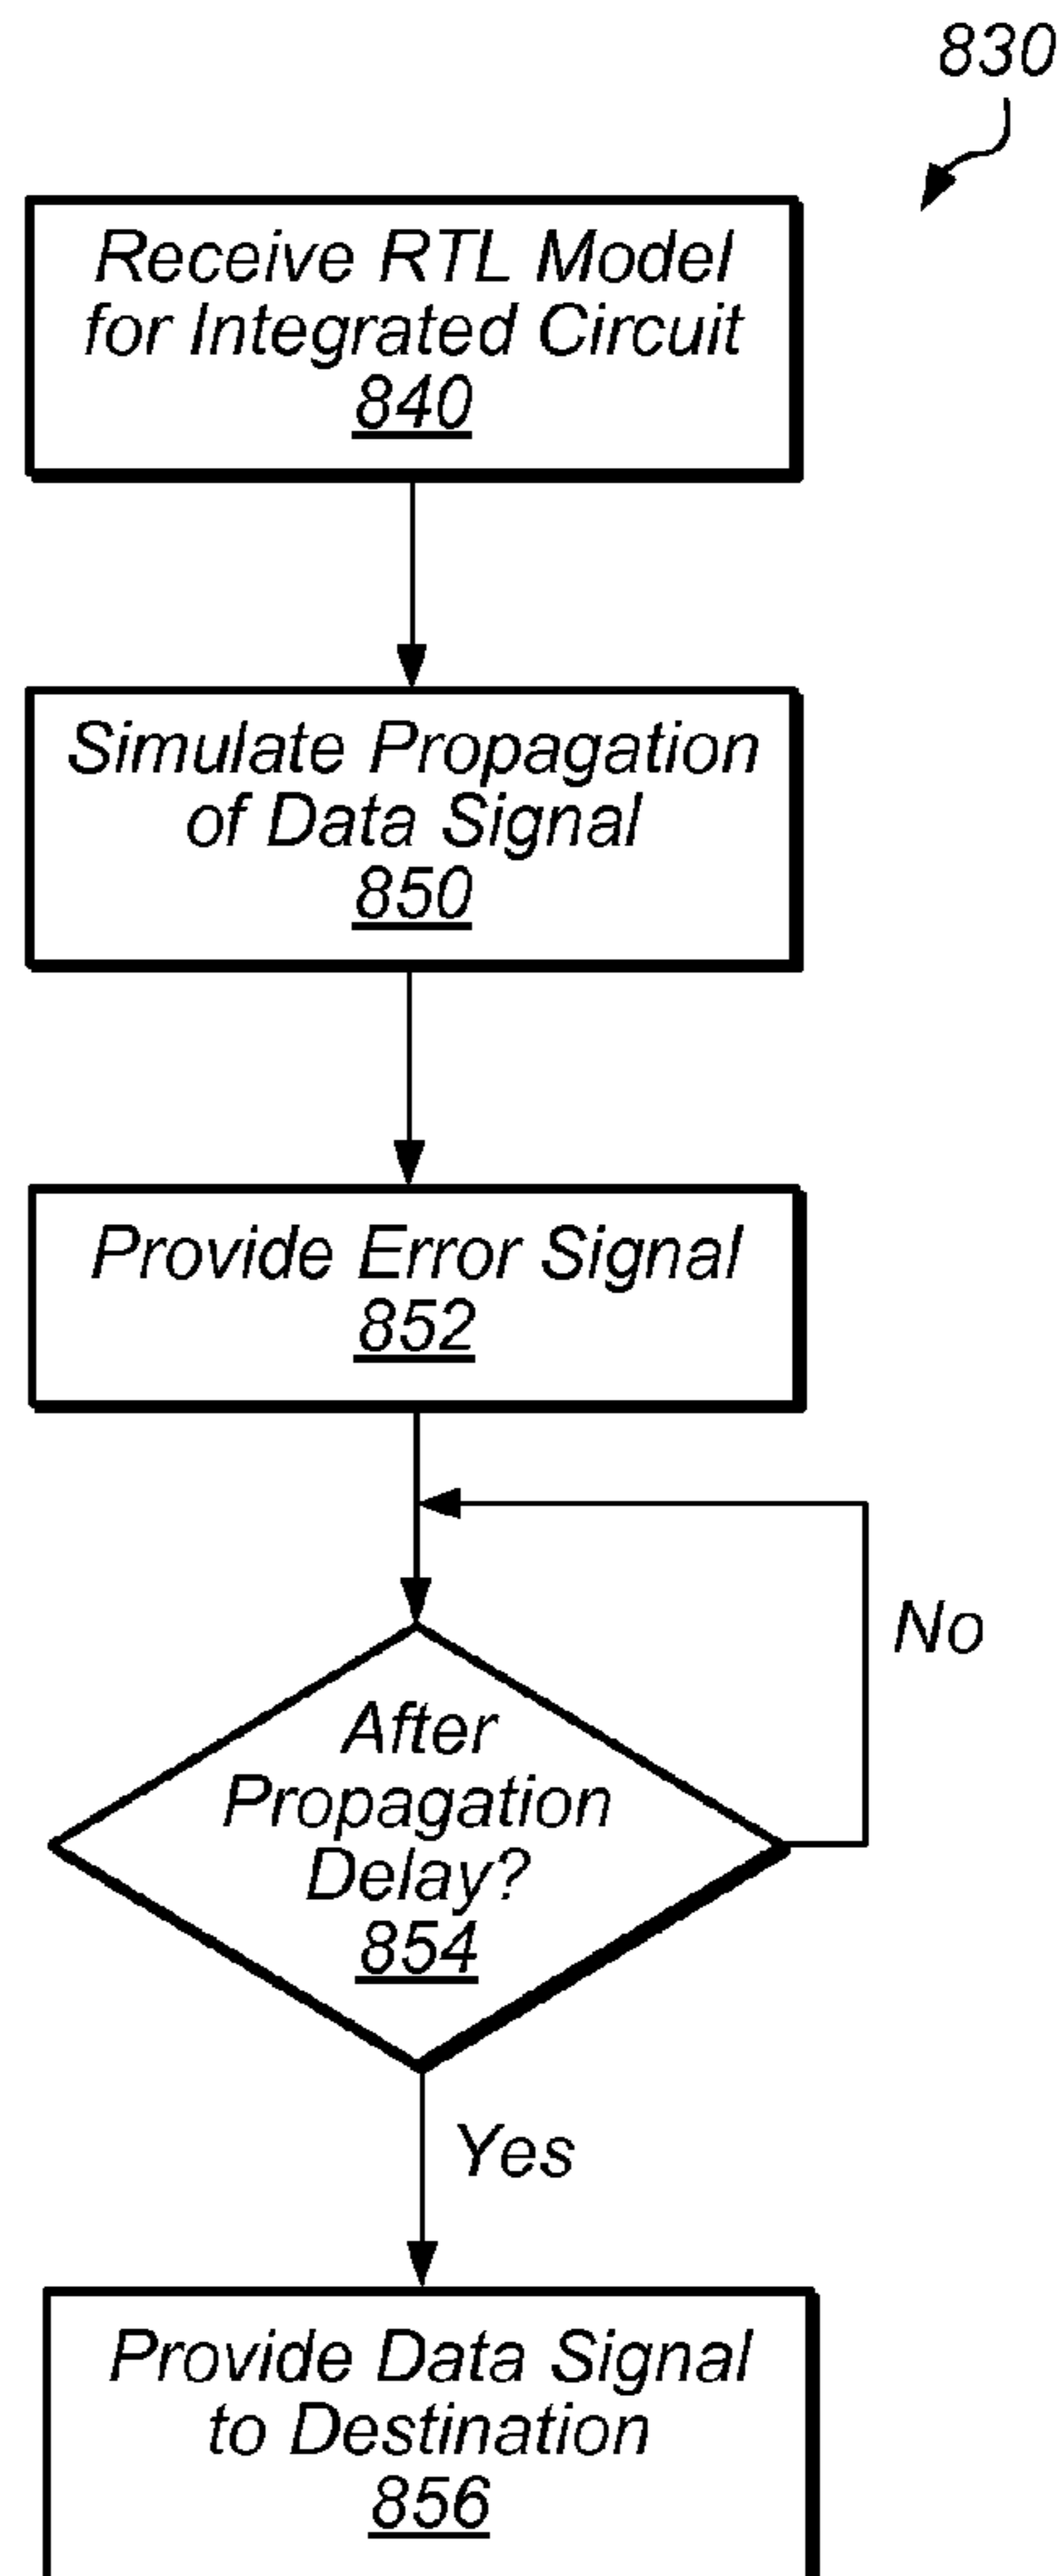 830
Receive RTL Model
for Integrated Circuit
840
Simulate Propagation
of Data Signal
850
Provide Error Signal
852
No
After
Propagation
Delay?
854
Yes
Provide Data Signal
to Destination
856